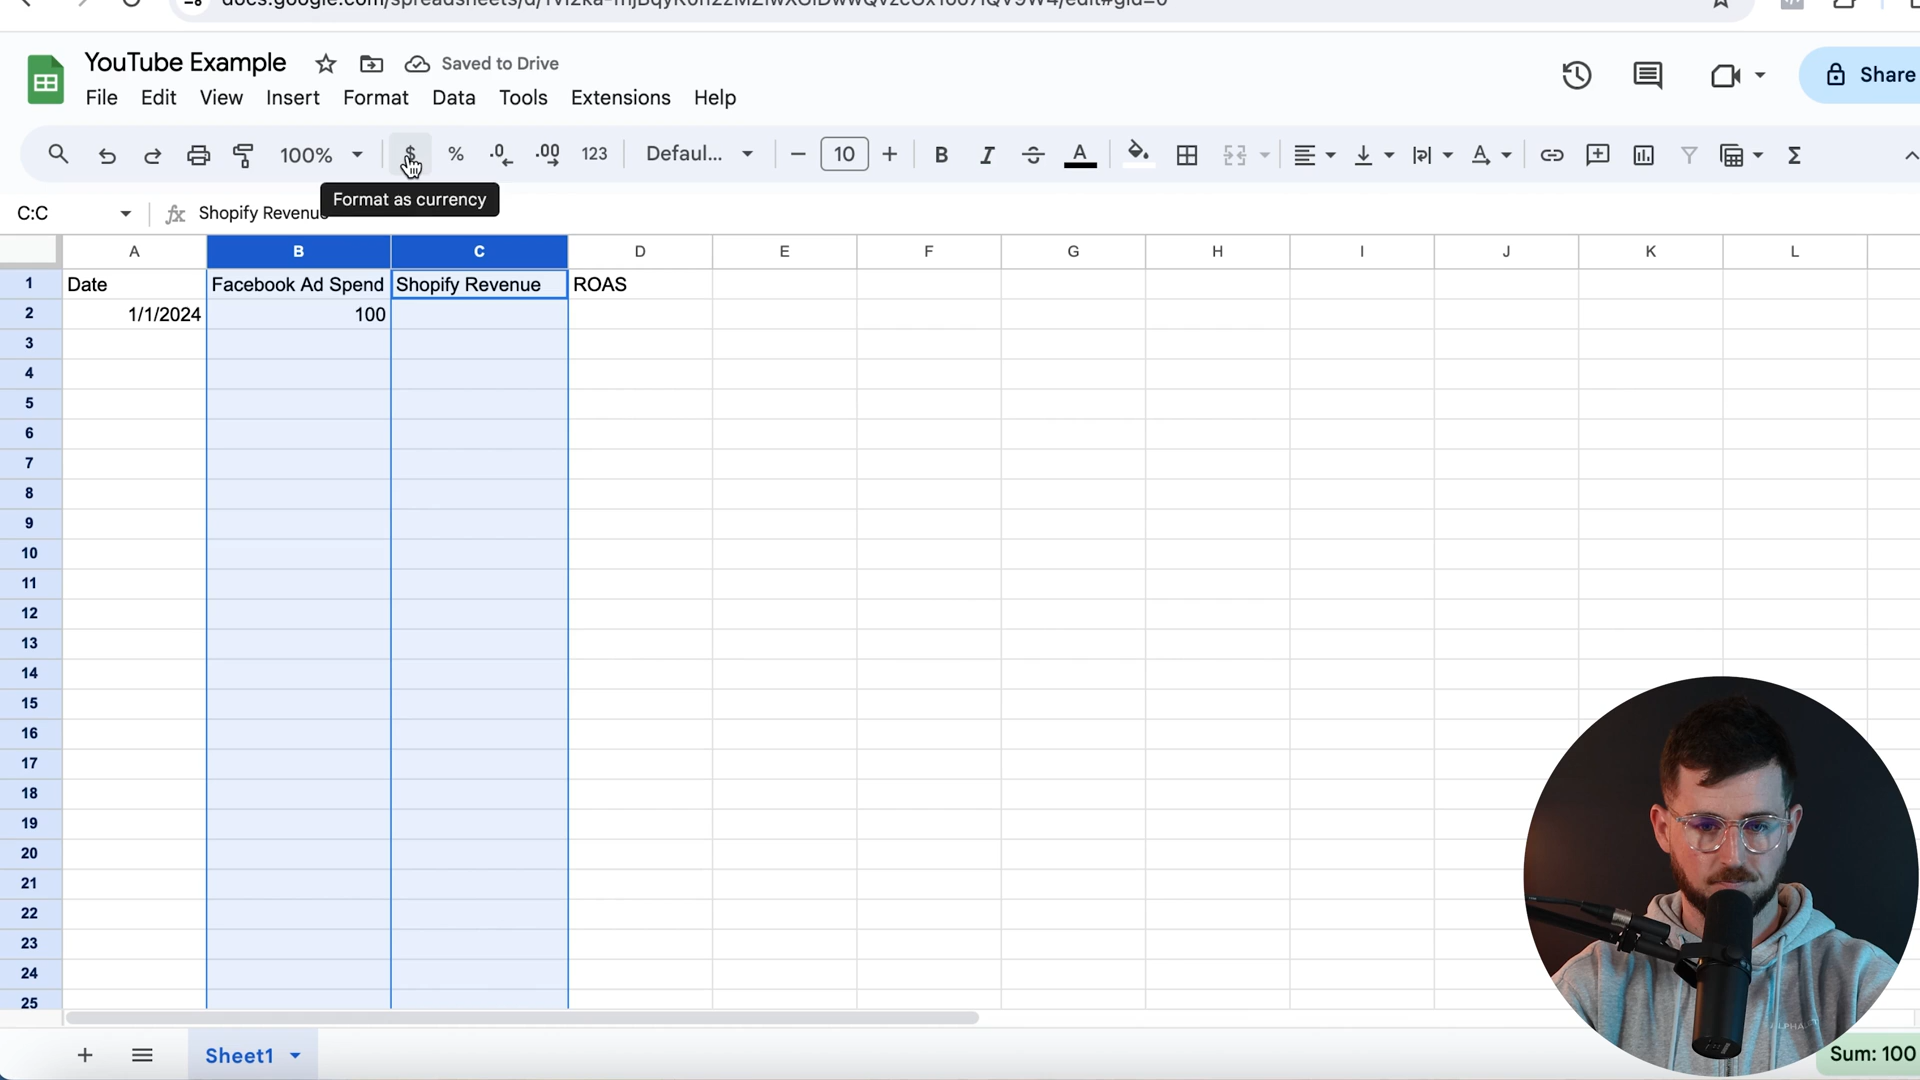 YouTube Example
Saved to Drive
Share
File Edit View Insert Format Data Tools Extensions Help
100% $ % .0 .00 123 Defaul... 10 B I A
Format as currency
C:C fx Shopify Revenue
A B C D E F G H I J K L
1 Date Facebook Ad Spend Shopify Revenue ROAS
2 1/1/2024 100
3
4
5
6
7
8
9
10
11
12
13
14
15
16
17
18
19
20
21
22
23
24
25
Sheet1
Sum: 100